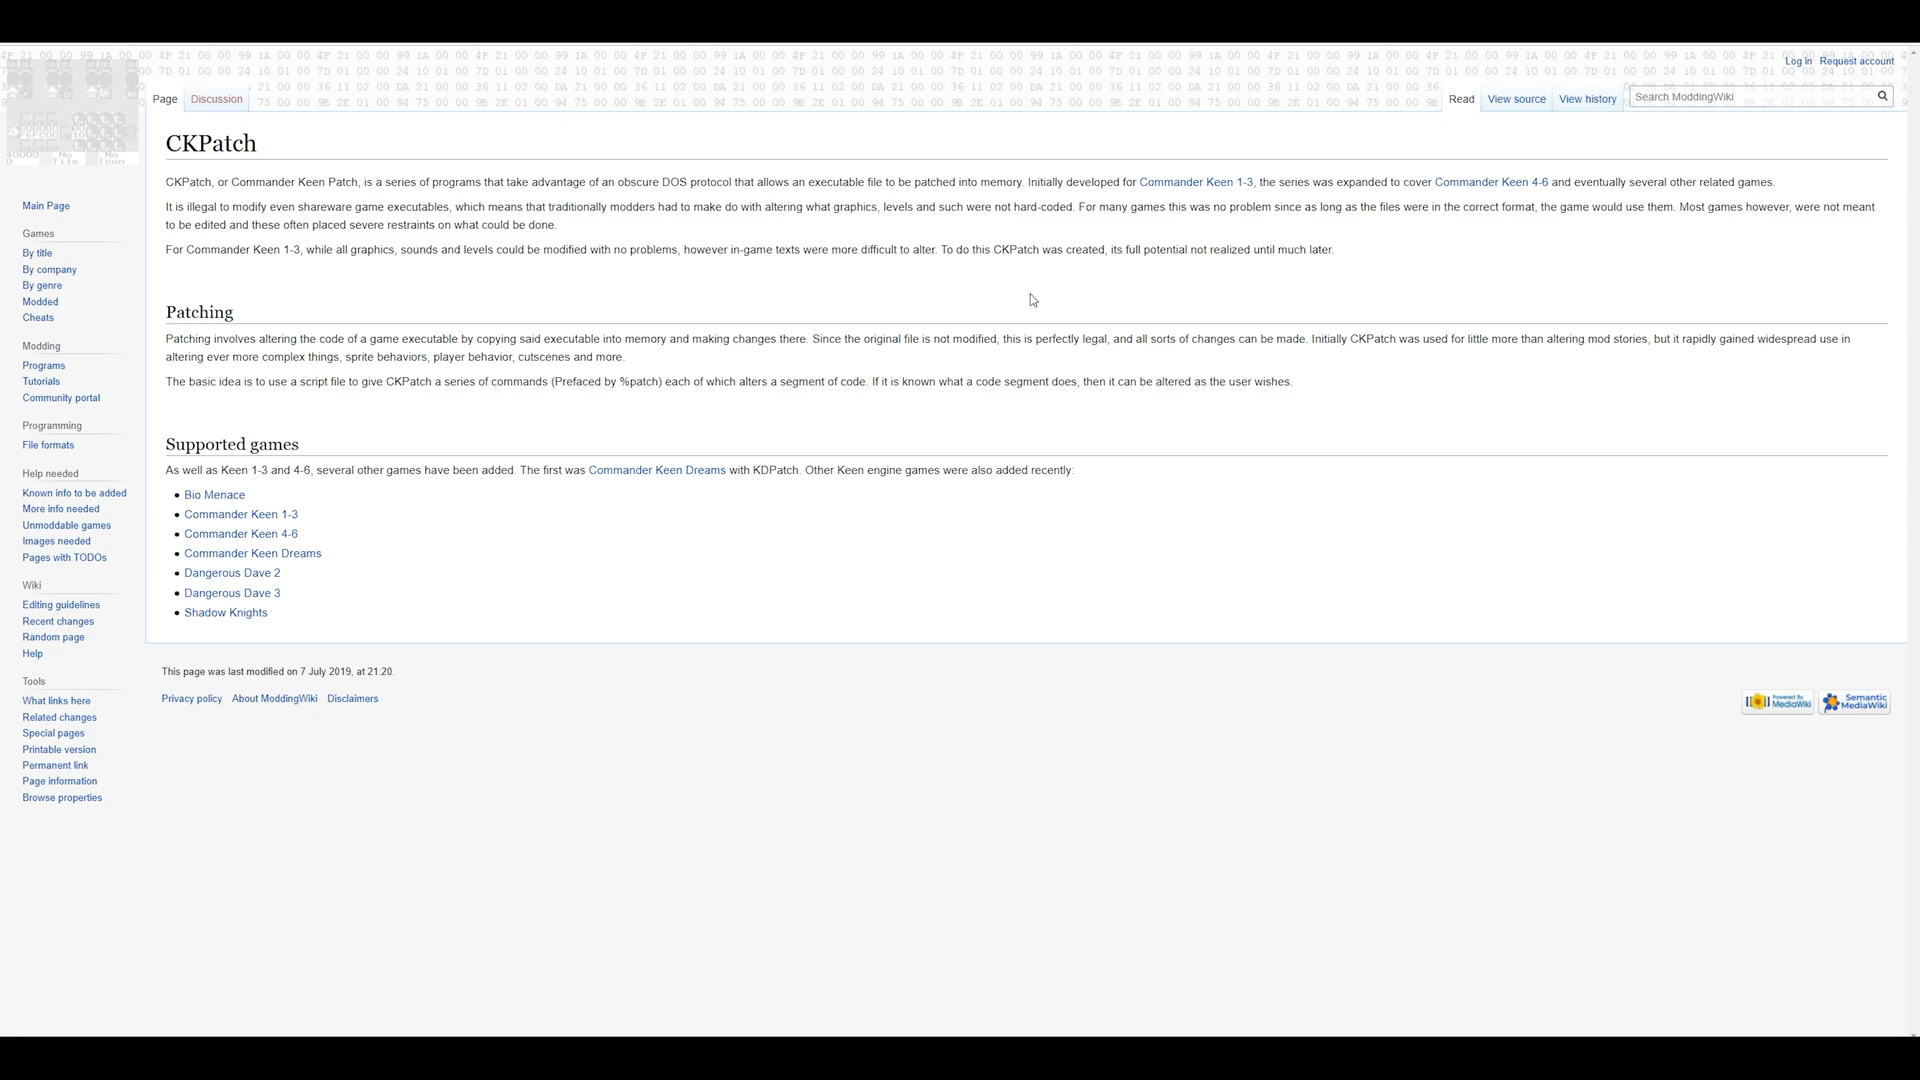 Log in Request account
Page Discussion Read View source View history Search ModdingWiki
CKPatch
CKPatch, or Commander Keen Patch, is a series of programs that take advantage of an obscure DOS protocol that allows an executable file to be patched into memory. Initially developed for Commander Keen 1-3, the series was expanded to cover Commander Keen 4-6 and eventually several other related games.
It is illegal to modify even shareware game executables, which means that traditionally modders had to make do with altering what graphics, levels and such were not hard-coded. For many games this was no problem since as long as the files were in the correct format, the game would use them. Most games however, were not meant
to be edited and these often placed severe restraints on what could be done.
For Commander Keen 1-3, while all graphics, sounds and levels could be modified with no problems, however in-game texts were more difficult to alter. To do this CKPatch was created, its full potential not realized until much later.
Patching
Patching involves altering the code of a game executable by copying said executable into memory and making changes there. Since the original file is not modified, this is perfectly legal, and all sorts of changes can be made. Initially CKPatch was used for little more than altering mod stories, but it rapidly gained widespread use in
altering ever more complex things, sprite behaviors, player behavior, cutscenes and more.
The basic idea is to use a script file to give CKPatch a series of commands (Prefaced by %patch) each of which alters a segment of code. If it is known what a code segment does, then it can be altered as the user wishes.
Supported games
As well as Keen 1-3 and 4-6, several other games have been added. The first was Commander Keen Dreams with KDPatch. Other Keen engine games were also added recently:
Bio Menace
Commander Keen 1-3
Commander Keen 4-6
Commander Keen Dreams
Dangerous Dave 2
Dangerous Dave 3
Shadow Knights
This page was last modified on 7 July 2019, at 21:20.
Privacy policy About ModdingWiki Disclaimers
Powered By
MediaWiki
Semantic
MediaWiki
Main Page
Games
By title
By company
By genre
Modded
Cheats
Modding
Programs
Tutorials
Community portal
Programming
File formats
Help needed
Known info to be added
More info needed
Unmoddable games
Images needed
Pages with TODOs
Wiki
Editing guidelines
Recent changes
Random page
Help
Tools
What links here
Related changes
Special pages
Printable version
Permanent link
Page information
Browse properties